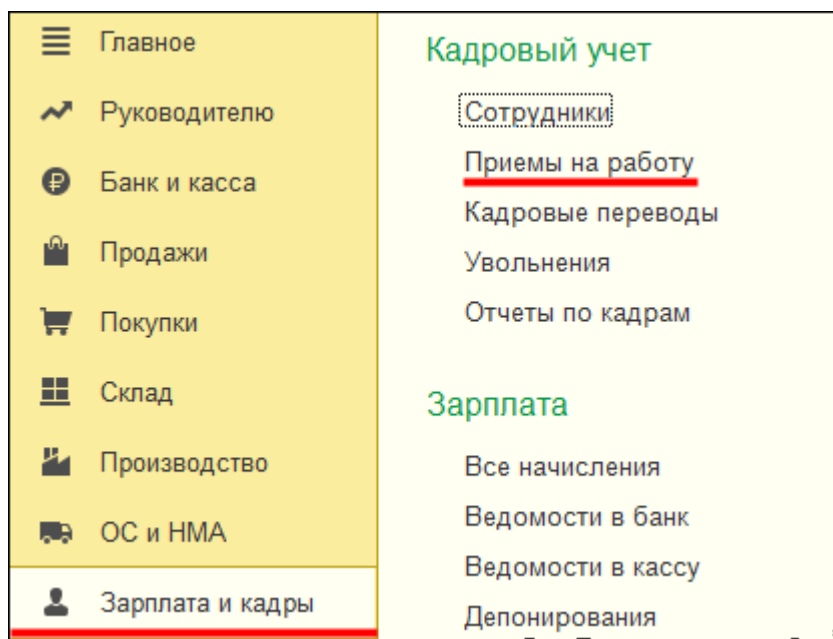 Главное
Руководителю
Банк и касса
Продажи
Покупки
Склад
Производство
ОС и НМА
Зарплата и кадры
Кадровый учет
Сотрудники
Приемы на работу
Кадровые переводы
Увольнения
Отчеты по кадрам
Зарплата
Все начисления
Ведомости в банк
Ведомости в кассу
Депонирования